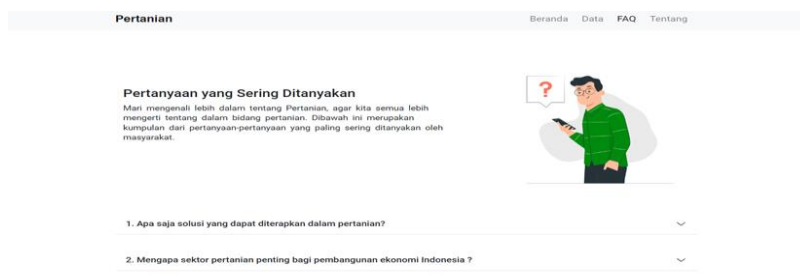 Pertanian
Beranda Data FAQ Tentang
Pertanyaan yang Sering Ditanyakan
Mari mengenali lebih dalam tentang Pertanian, agar kita semua lebih
mengerti tentang dalam bidang pertanian. Dibawah ini merupakan
kumpulan dari pertanyaan-pertanyaan yang paling sering ditanyakan oleh
masyarakat.
?
1. Apa saja solusi yang dapat diterapkan dalam pertanian?
2. Mengapa sektor pertanian penting bagi pembangunan ekonomi Indonesia ?